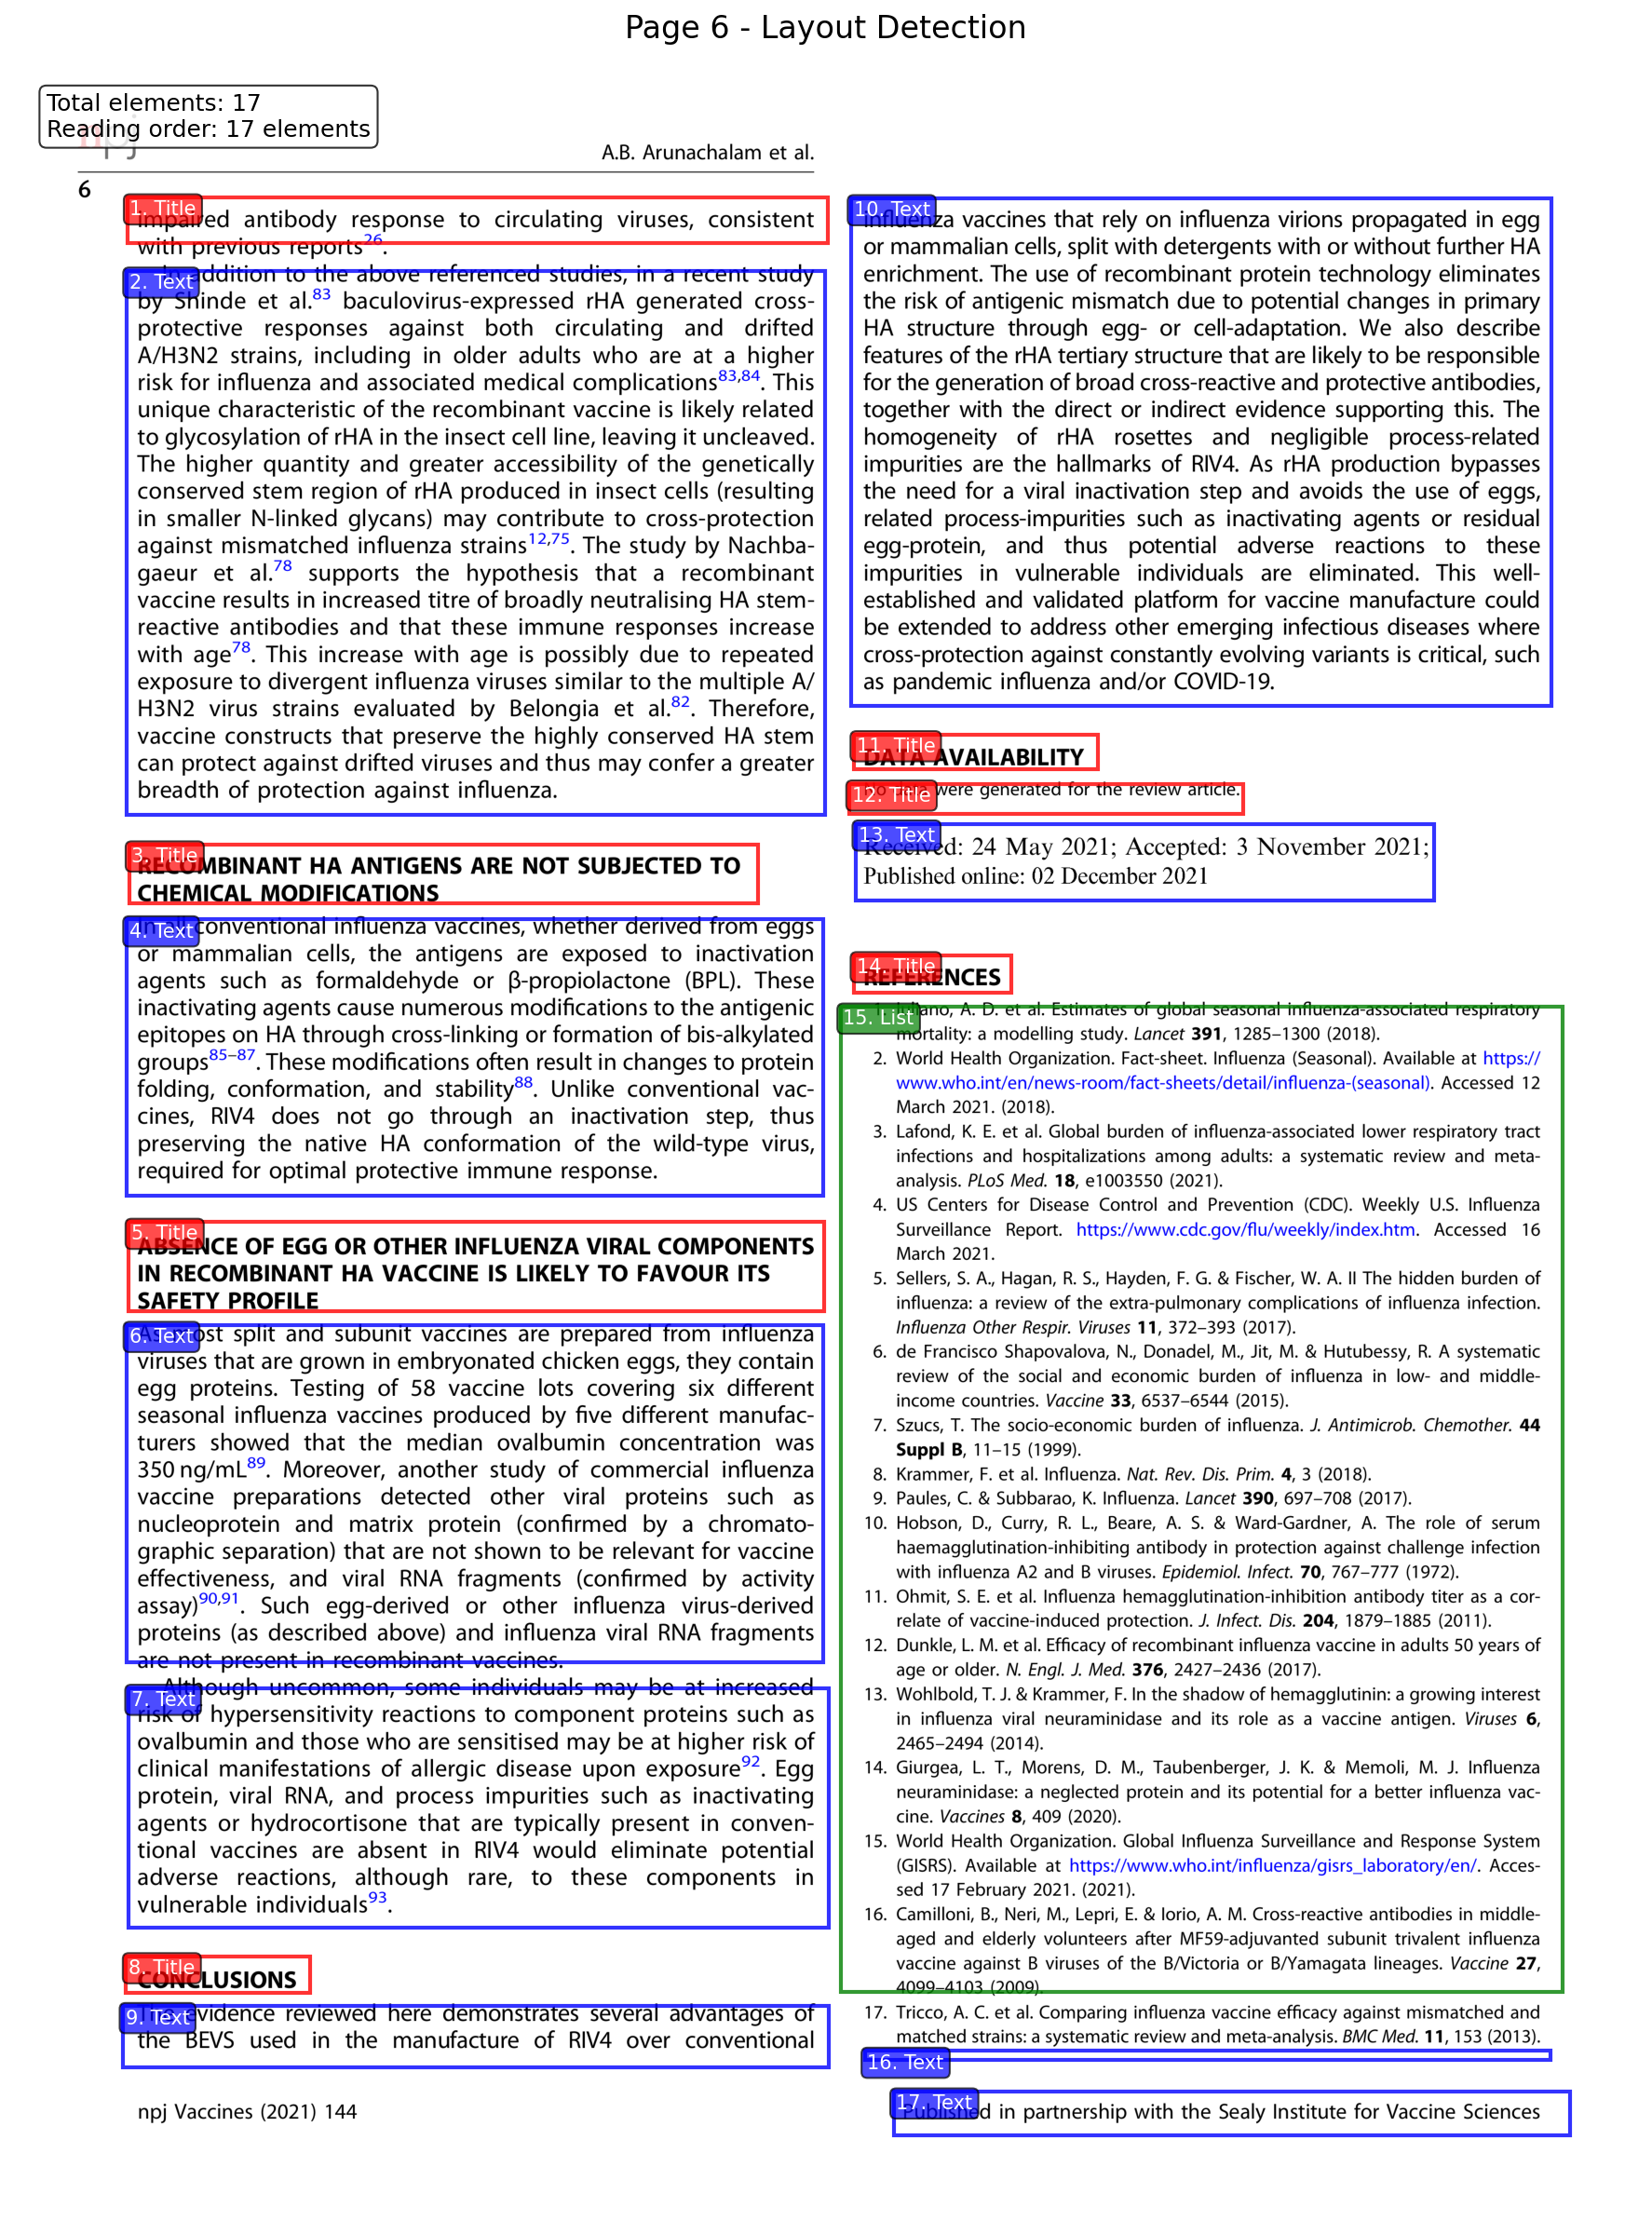 Page 6 - Layout Detection
Total elements: 17
Reading order: 17 elements
npj
A.B. Arunachalam et al.
6
1. Title
impaired antibody response to circulating viruses, consistent
with previous reports26.
2. Text
In addition to the above referenced studies, in a recent study
by Shinde et al.83 baculovirus-expressed rHA generated cross-
protective responses against both circulating and drifted
A/H3N2 strains, including in older adults who are at a higher
risk for influenza and associated medical complications83,84. This
unique characteristic of the recombinant vaccine is likely related
to glycosylation of rHA in the insect cell line, leaving it uncleaved.
The higher quantity and greater accessibility of the genetically
conserved stem region of rHA produced in insect cells (resulting
in smaller N-linked glycans) may contribute to cross-protection
against mismatched influenza strains12,75. The study by Nachba-
gaeur et al.78 supports the hypothesis that a recombinant
vaccine results in increased titre of broadly neutralising HA stem-
reactive antibodies and that these immune responses increase
with age78. This increase with age is possibly due to repeated
exposure to divergent influenza viruses similar to the multiple A/
H3N2 virus strains evaluated by Belongia et al.82. Therefore,
vaccine constructs that preserve the highly conserved HA stem
can protect against drifted viruses and thus may confer a greater
breadth of protection against influenza.
3. Title
RECOMBINANT HA ANTIGENS ARE NOT SUBJECTED TO
CHEMICAL MODIFICATIONS
4. Text
In all conventional influenza vaccines, whether derived from eggs
or mammalian cells, the antigens are exposed to inactivation
agents such as formaldehyde or β-propiolactone (BPL). These
inactivating agents cause numerous modifications to the antigenic
epitopes on HA through cross-linking or formation of bis-alkylated
groups85–87. These modifications often result in changes to protein
folding, conformation, and stability88. Unlike conventional vac-
cines, RIV4 does not go through an inactivation step, thus
preserving the native HA conformation of the wild-type virus,
required for optimal protective immune response.
5. Title
ABSENCE OF EGG OR OTHER INFLUENZA VIRAL COMPONENTS
IN RECOMBINANT HA VACCINE IS LIKELY TO FAVOUR ITS
SAFETY PROFILE
6. Text
As most split and subunit vaccines are prepared from influenza
viruses that are grown in embryonated chicken eggs, they contain
egg proteins. Testing of 58 vaccine lots covering six different
seasonal influenza vaccines produced by five different manufac-
turers showed that the median ovalbumin concentration was
350 ng/mL89. Moreover, another study of commercial influenza
vaccine preparations detected other viral proteins such as
nucleoprotein and matrix protein (confirmed by a chromato-
graphic separation) that are not shown to be relevant for vaccine
effectiveness, and viral RNA fragments (confirmed by activity
assay)90,91. Such egg-derived or other influenza virus-derived
proteins (as described above) and influenza viral RNA fragments
are not present in recombinant vaccines.
7. Text
Although uncommon, some individuals may be at increased
risk of hypersensitivity reactions to component proteins such as
ovalbumin and those who are sensitised may be at higher risk of
clinical manifestations of allergic disease upon exposure92. Egg
protein, viral RNA, and process impurities such as inactivating
agents or hydrocortisone that are typically present in conven-
tional vaccines are absent in RIV4 would eliminate potential
adverse reactions, although rare, to these components in
vulnerable individuals93.
8. Title
CONCLUSIONS
9. Text
The evidence reviewed here demonstrates several advantages of
the BEVS used in the manufacture of RIV4 over conventional
10. Text
influenza vaccines that rely on influenza virions propagated in egg
or mammalian cells, split with detergents with or without further HA
enrichment. The use of recombinant protein technology eliminates
the risk of antigenic mismatch due to potential changes in primary
HA structure through egg- or cell-adaptation. We also describe
features of the rHA tertiary structure that are likely to be responsible
for the generation of broad cross-reactive and protective antibodies,
together with the direct or indirect evidence supporting this. The
homogeneity of rHA rosettes and negligible process-related
impurities are the hallmarks of RIV4. As rHA production bypasses
the need for a viral inactivation step and avoids the use of eggs,
related process-impurities such as inactivating agents or residual
egg-protein, and thus potential adverse reactions to these
impurities in vulnerable individuals are eliminated. This well-
established and validated platform for vaccine manufacture could
be extended to address other emerging infectious diseases where
cross-protection against constantly evolving variants is critical, such
as pandemic influenza and/or COVID-19.
11. Title
DATA AVAILABILITY
12. Title
No data were generated for the review article.
13. Text
Received: 24 May 2021; Accepted: 3 November 2021;
Published online: 02 December 2021
14. Title
REFERENCES
15. List
1. Iuliano, A. D. et al. Estimates of global seasonal influenza-associated respiratory
mortality: a modelling study. Lancet 391, 1285–1300 (2018).
2. World Health Organization. Fact-sheet. Influenza (Seasonal). Available at https://
www.who.int/en/news-room/fact-sheets/detail/influenza-(seasonal). Accessed 12
March 2021. (2018).
3. Lafond, K. E. et al. Global burden of influenza-associated lower respiratory tract
infections and hospitalizations among adults: a systematic review and meta-
analysis. PLoS Med. 18, e1003550 (2021).
4. US Centers for Disease Control and Prevention (CDC). Weekly U.S. Influenza
Surveillance Report. https://www.cdc.gov/flu/weekly/index.htm. Accessed 16
March 2021.
5. Sellers, S. A., Hagan, R. S., Hayden, F. G. & Fischer, W. A. II The hidden burden of
influenza: a review of the extra-pulmonary complications of influenza infection.
Influenza Other Respir. Viruses 11, 372–393 (2017).
6. de Francisco Shapovalova, N., Donadel, M., Jit, M. & Hutubessy, R. A systematic
review of the social and economic burden of influenza in low- and middle-
income countries. Vaccine 33, 6537–6544 (2015).
7. Szucs, T. The socio-economic burden of influenza. J. Antimicrob. Chemother. 44
Suppl B, 11–15 (1999).
8. Krammer, F. et al. Influenza. Nat. Rev. Dis. Prim. 4, 3 (2018).
9. Paules, C. & Subbarao, K. Influenza. Lancet 390, 697–708 (2017).
10. Hobson, D., Curry, R. L., Beare, A. S. & Ward-Gardner, A. The role of serum
haemagglutination-inhibiting antibody in protection against challenge infection
with influenza A2 and B viruses. Epidemiol. Infect. 70, 767–777 (1972).
11. Ohmit, S. E. et al. Influenza hemagglutination-inhibition antibody titer as a cor-
relate of vaccine-induced protection. J. Infect. Dis. 204, 1879–1885 (2011).
12. Dunkle, L. M. et al. Efficacy of recombinant influenza vaccine in adults 50 years of
age or older. N. Engl. J. Med. 376, 2427–2436 (2017).
13. Wohlbold, T. J. & Krammer, F. In the shadow of hemagglutinin: a growing interest
in influenza viral neuraminidase and its role as a vaccine antigen. Viruses 6,
2465–2494 (2014).
14. Giurgea, L. T., Morens, D. M., Taubenberger, J. K. & Memoli, M. J. Influenza
neuraminidase: a neglected protein and its potential for a better influenza vac-
cine. Vaccines 8, 409 (2020).
15. World Health Organization. Global Influenza Surveillance and Response System
(GISRS). Available at https://www.who.int/influenza/gisrs_laboratory/en/. Acces-
sed 17 February 2021. (2021).
16. Camilloni, B., Neri, M., Lepri, E. & Iorio, A. M. Cross-reactive antibodies in middle-
aged and elderly volunteers after MF59-adjuvanted subunit trivalent influenza
vaccine against B viruses of the B/Victoria or B/Yamagata lineages. Vaccine 27,
4099–4103 (2009).
17. Tricco, A. C. et al. Comparing influenza vaccine efficacy against mismatched and
matched strains: a systematic review and meta-analysis. BMC Med. 11, 153 (2013).
16. Text
17. Text
Published in partnership with the Sealy Institute for Vaccine Sciences
npj Vaccines (2021) 144